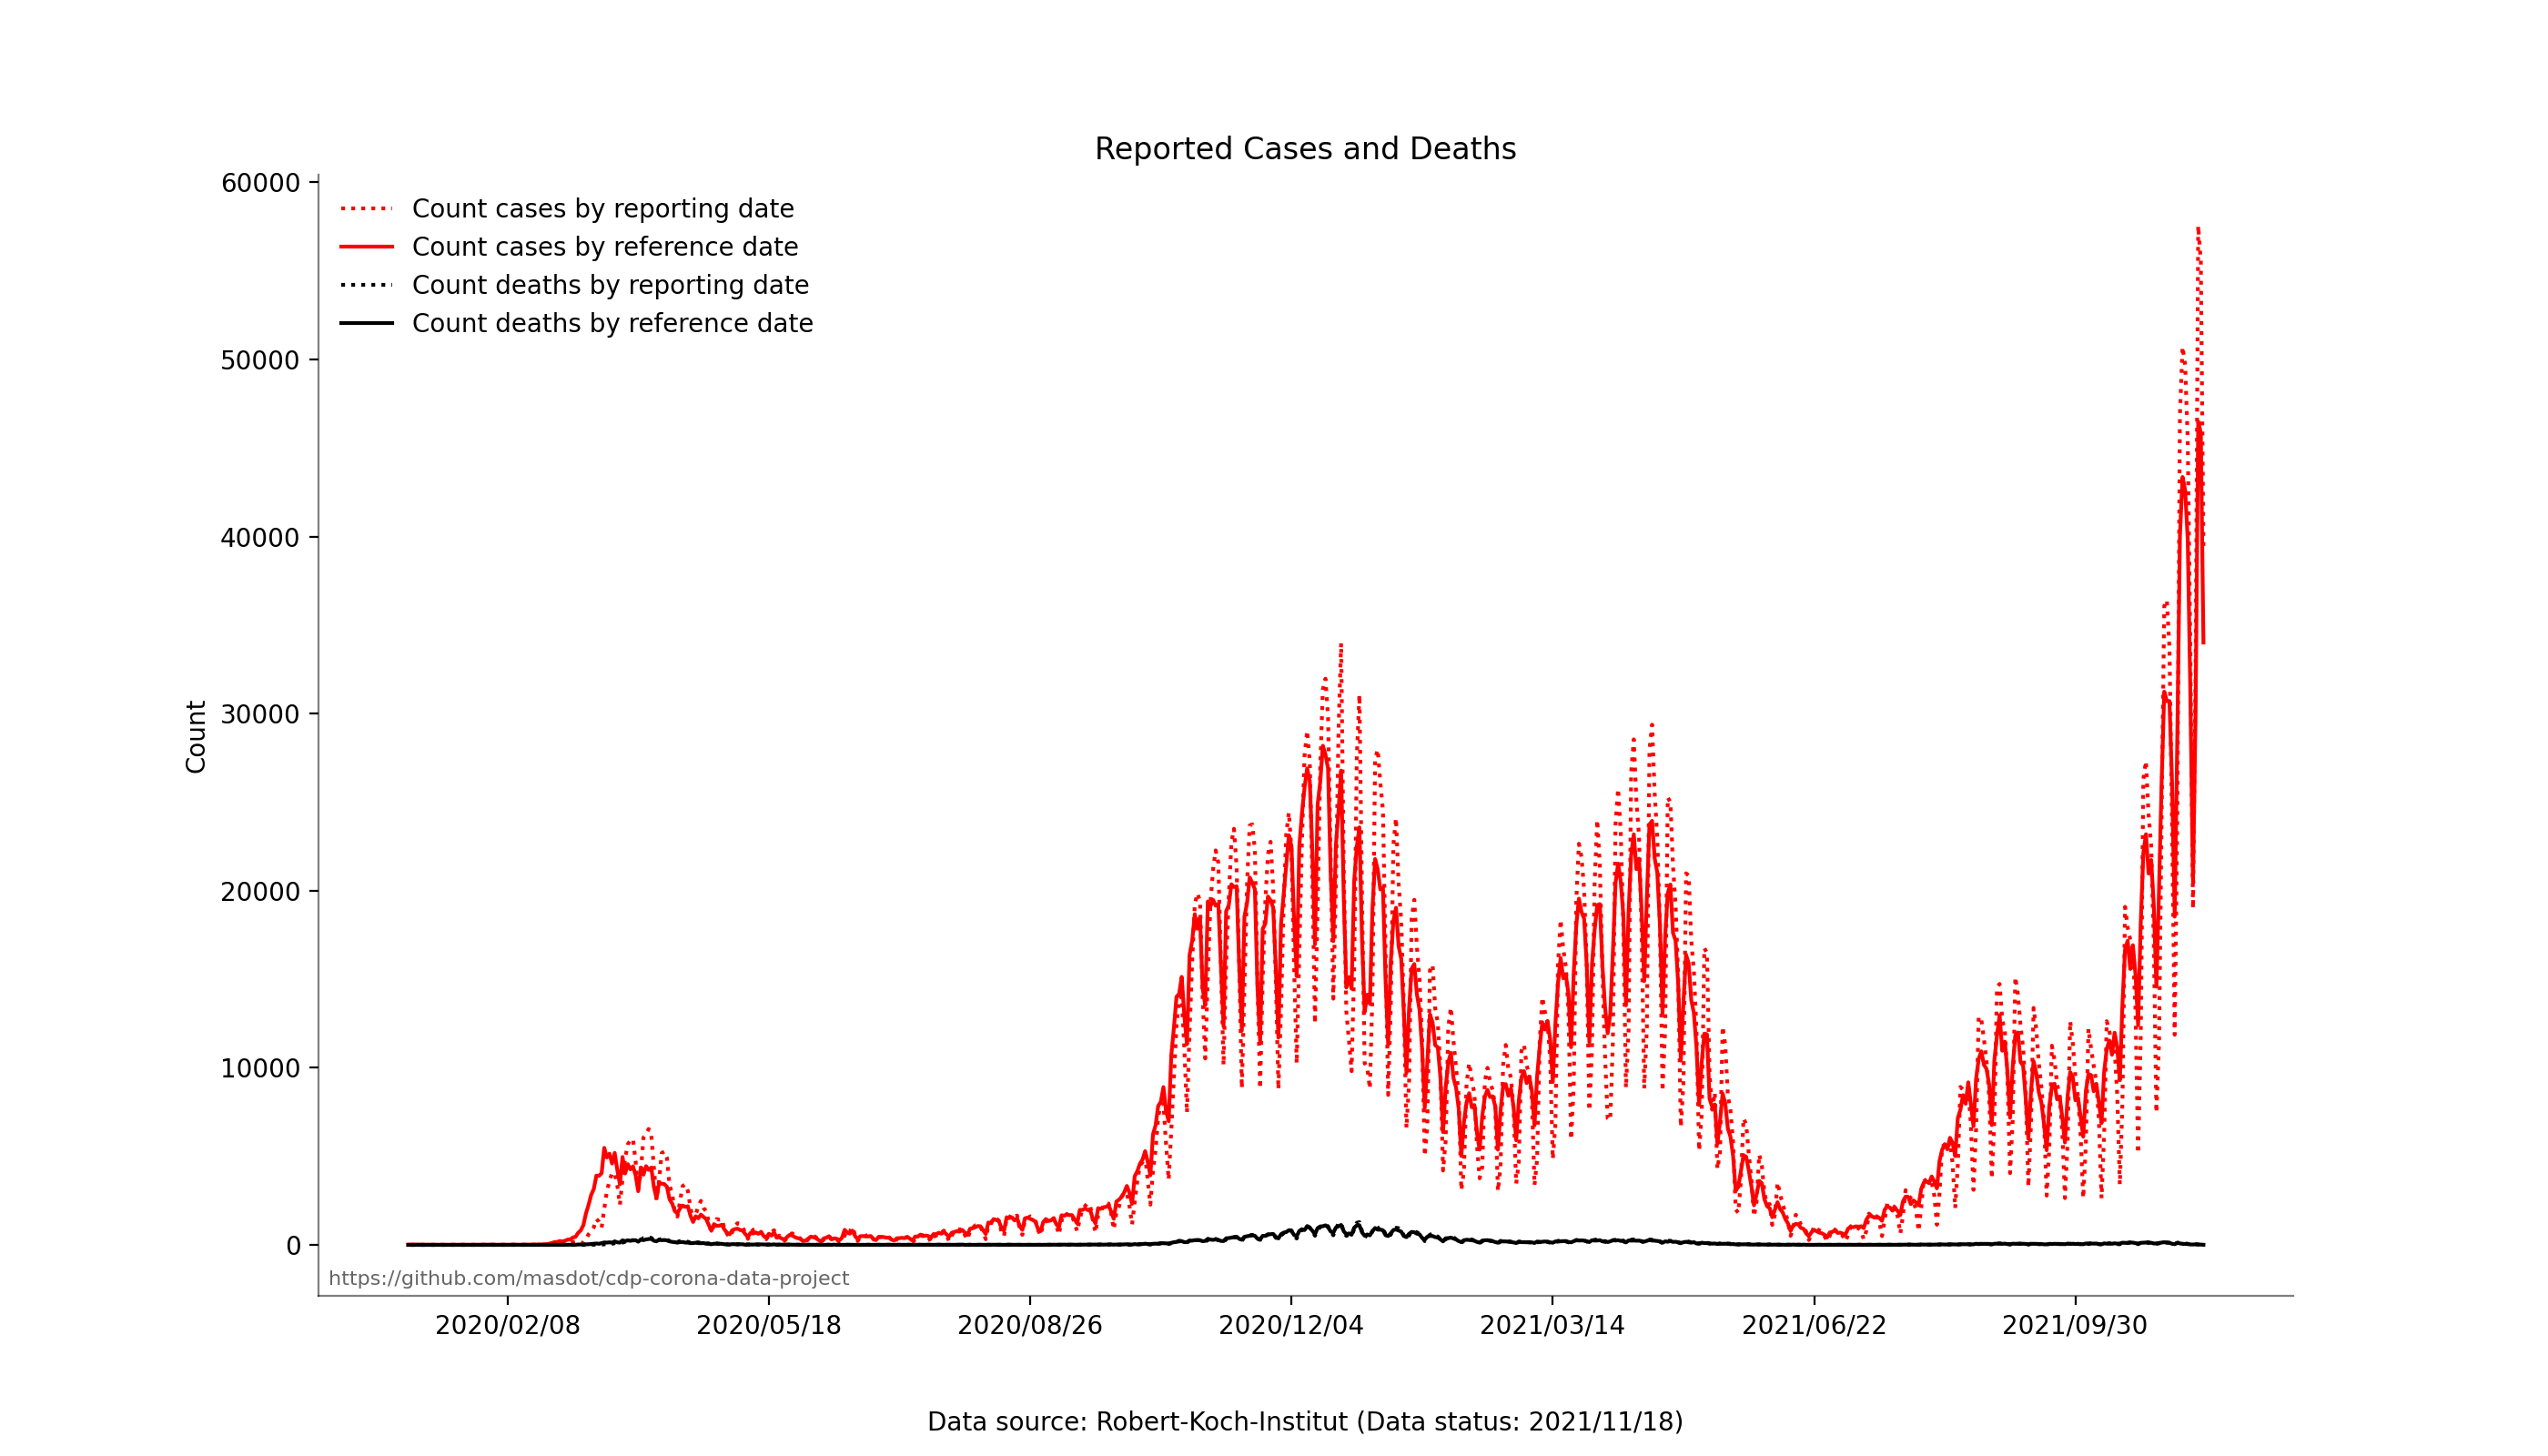 Reported Cases and Deaths
60000
50000
40000
30000
20000
10000
0
Count
Count cases by reporting date
Count cases by reference date
Count deaths by reporting date
Count deaths by reference date
https://github.com/masdot/cdp-corona-data-project
2020/02/08 2020/05/18 2020/08/26 2020/12/04 2021/03/14 2021/06/22 2021/09/30
Data source: Robert-Koch-Institut (Data status: 2021/11/18)